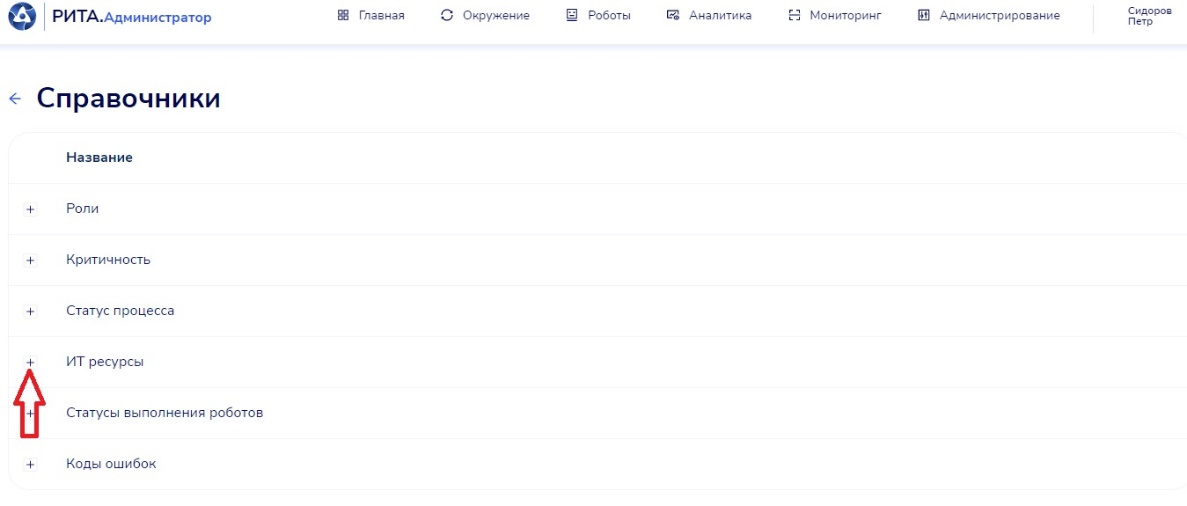 РИТА.Администратор Главная Окружение Роботы Аналитика Мониторинг Администрирование Сидоров
Петр
← Справочники
Название
+ Роли
+ Критичность
+ Статус процесса
+ ИТ ресурсы
+ Статусы выполнения роботов
+ Коды ошибок